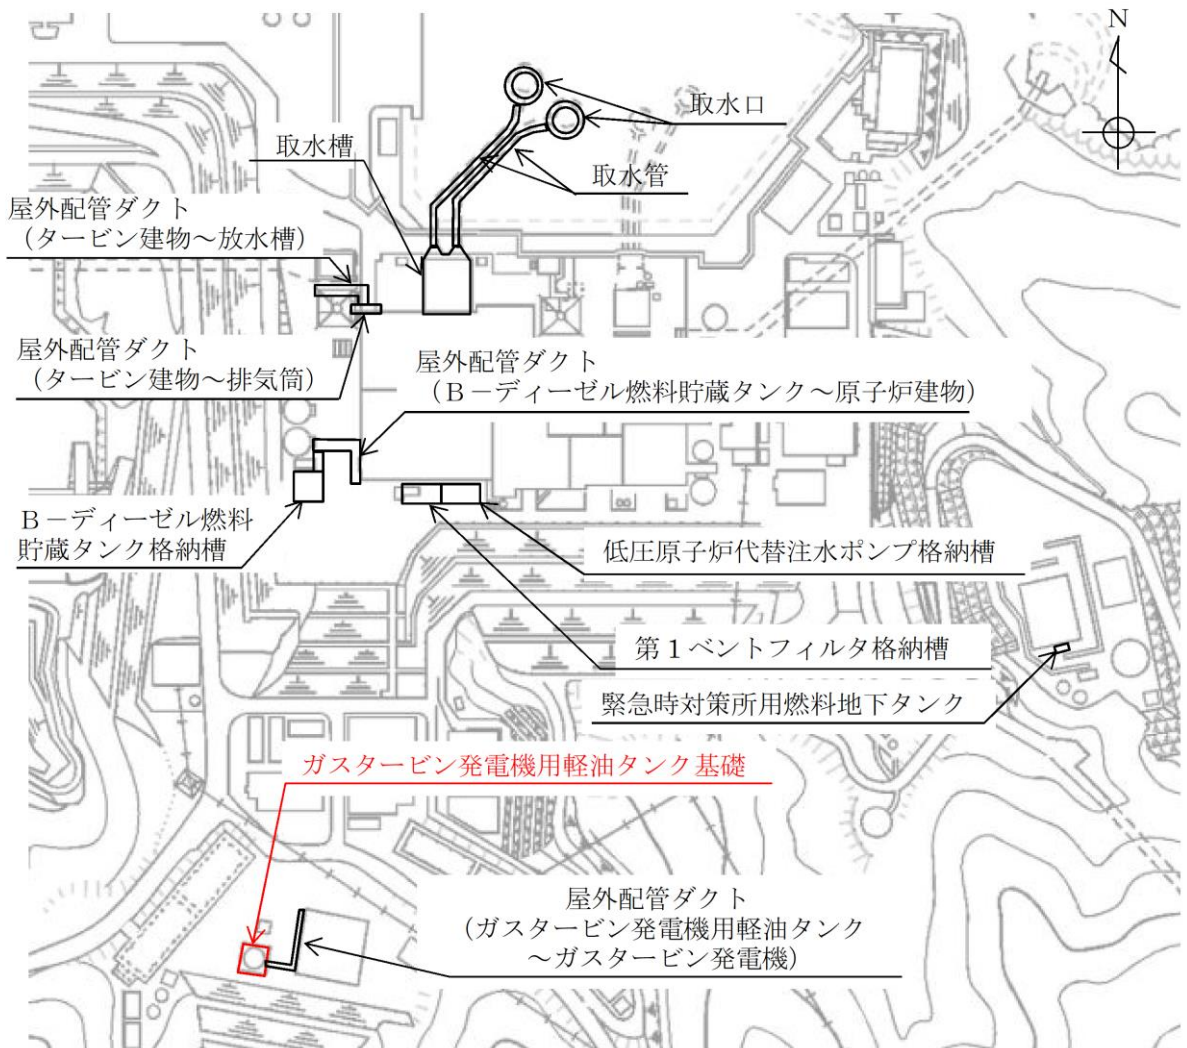 N
取水口
取水槽
取水管
屋外配管ダクト
（タービン建物～放水槽）
屋外配管ダクト
（タービン建物～排気筒）
屋外配管ダクト
（Ｂ－ディーゼル燃料貯蔵タンク～原子炉建物）
Ｂ－ディーゼル燃料
貯蔵タンク格納槽
低圧原子炉代替注水ポンプ格納槽
第１ベントフィルタ格納槽
緊急時対策所用燃料地下タンク
ガスタービン発電機用軽油タンク基礎
屋外配管ダクト
（ガスタービン発電機用軽油タンク
～ガスタービン発電機）